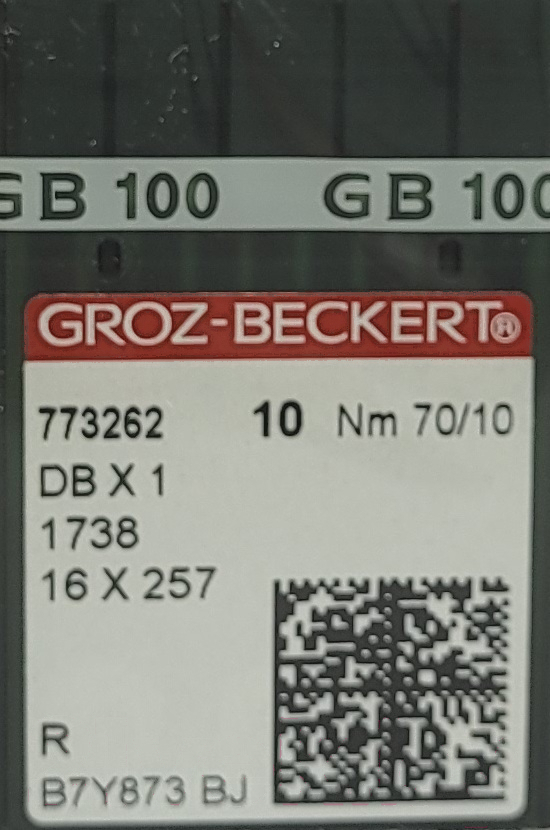 GB 100 GB 100
GROZ-BECKERT®
773262 10 Nm 70/10
DB X 1
1738
16 X 257
R
B7Y873 BJ